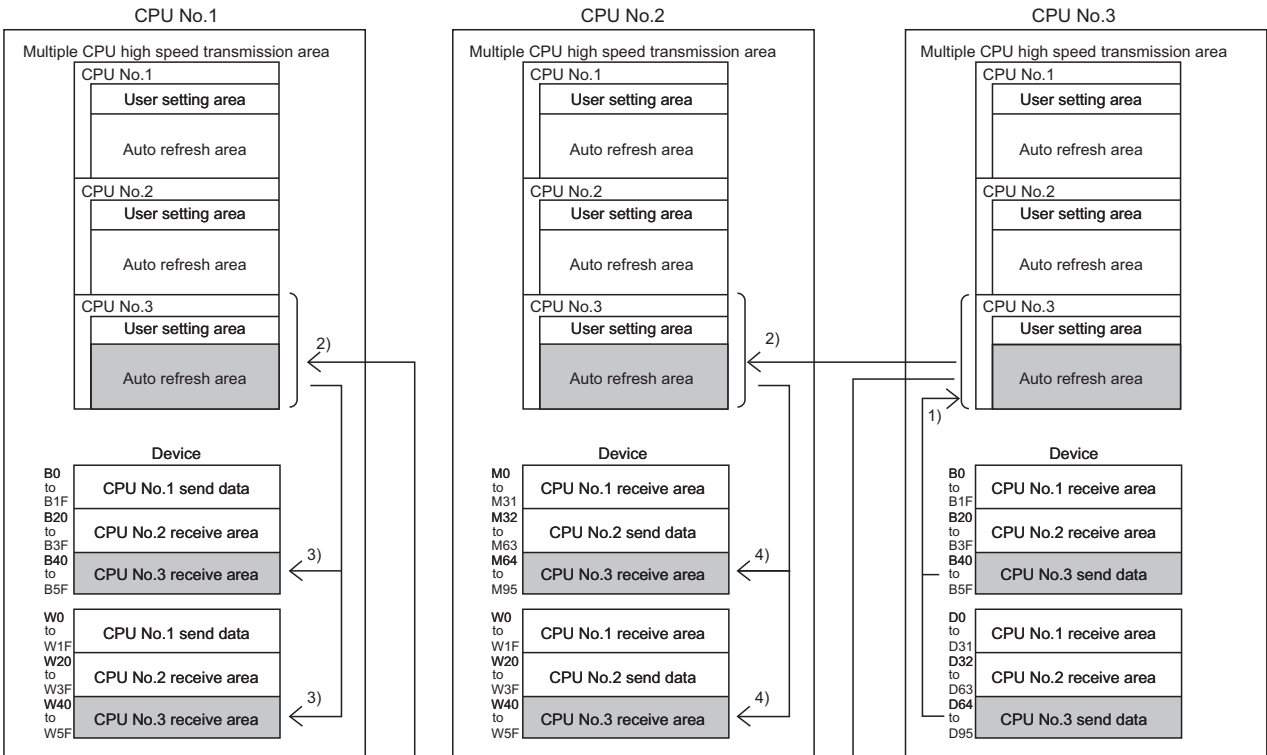 CPU No.1
Multiple CPU high speed transmission area
CPU No.1
User setting area
Auto refresh area
CPU No.2
User setting area
Auto refresh area
CPU No.3
User setting area
Auto refresh area
2)
Device
B0
to
B1F
CPU No.1 send data
B20
to
B3F
CPU No.2 receive area
B40
to
B5F
CPU No.3 receive area
3)
W0
to
W1F
CPU No.1 send data
W20
to
W3F
CPU No.2 receive area
W40
to
W5F
CPU No.3 receive area
3)
CPU No.2
Multiple CPU high speed transmission area
CPU No.1
User setting area
Auto refresh area
CPU No.2
User setting area
Auto refresh area
CPU No.3
User setting area
Auto refresh area
2)
Device
M0
to
M31
CPU No.1 receive area
M32
to
M63
CPU No.2 send data
M64
to
M95
CPU No.3 receive area
4)
W0
to
W1F
CPU No.1 receive area
W20
to
W3F
CPU No.2 send data
W40
to
W5F
CPU No.3 receive area
4)
CPU No.3
Multiple CPU high speed transmission area
CPU No.1
User setting area
Auto refresh area
CPU No.2
User setting area
Auto refresh area
CPU No.3
User setting area
Auto refresh area
1)
Device
B0
to
B1F
CPU No.1 receive area
B20
to
B3F
CPU No.2 receive area
B40
to
B5F
CPU No.3 send data
D0
to
D31
CPU No.1 receive area
D32
to
D63
CPU No.2 receive area
D64
to
D95
CPU No.3 send data